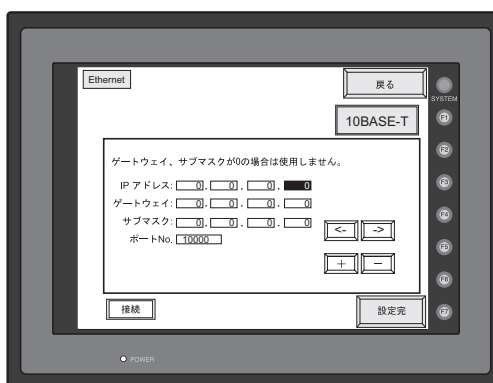 Ethernet
戻る
SYSTEM
10BASE-T
F1
F2
ゲートウェイ、サブマスクが0の場合は使用しません。
IP アドレス: 0. 0. 0. 0
F3
ゲートウェイ: 0. 0. 0. 0
サブマスク: 0. 0. 0. 0
F4
<- ->
ポートNo. 10000
F5
+ −
F6
接続
設定完
F7
POWER